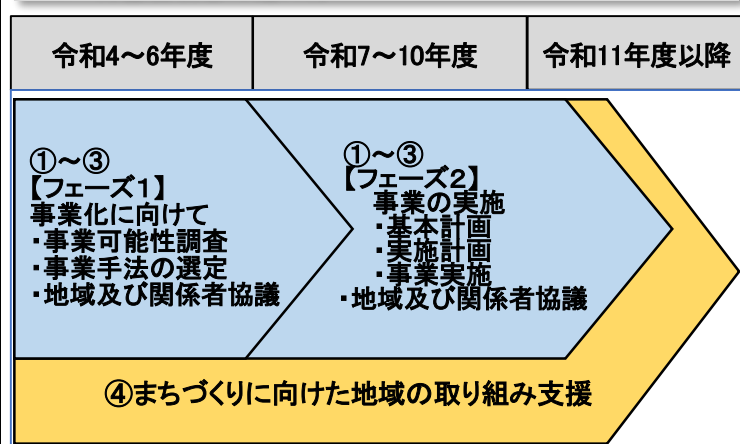 令和4～6年度
令和7～10年度
令和11年度以降
①～③
【フェーズ１】
事業化に向けて
・事業可能性調査
・事業手法の選定
・地域及び関係者協議
①～③
【フェーズ２】
事業の実施
・基本計画
・実施計画
・事業実施
・地域及び関係者協議
④まちづくりに向けた地域の取り組み支援